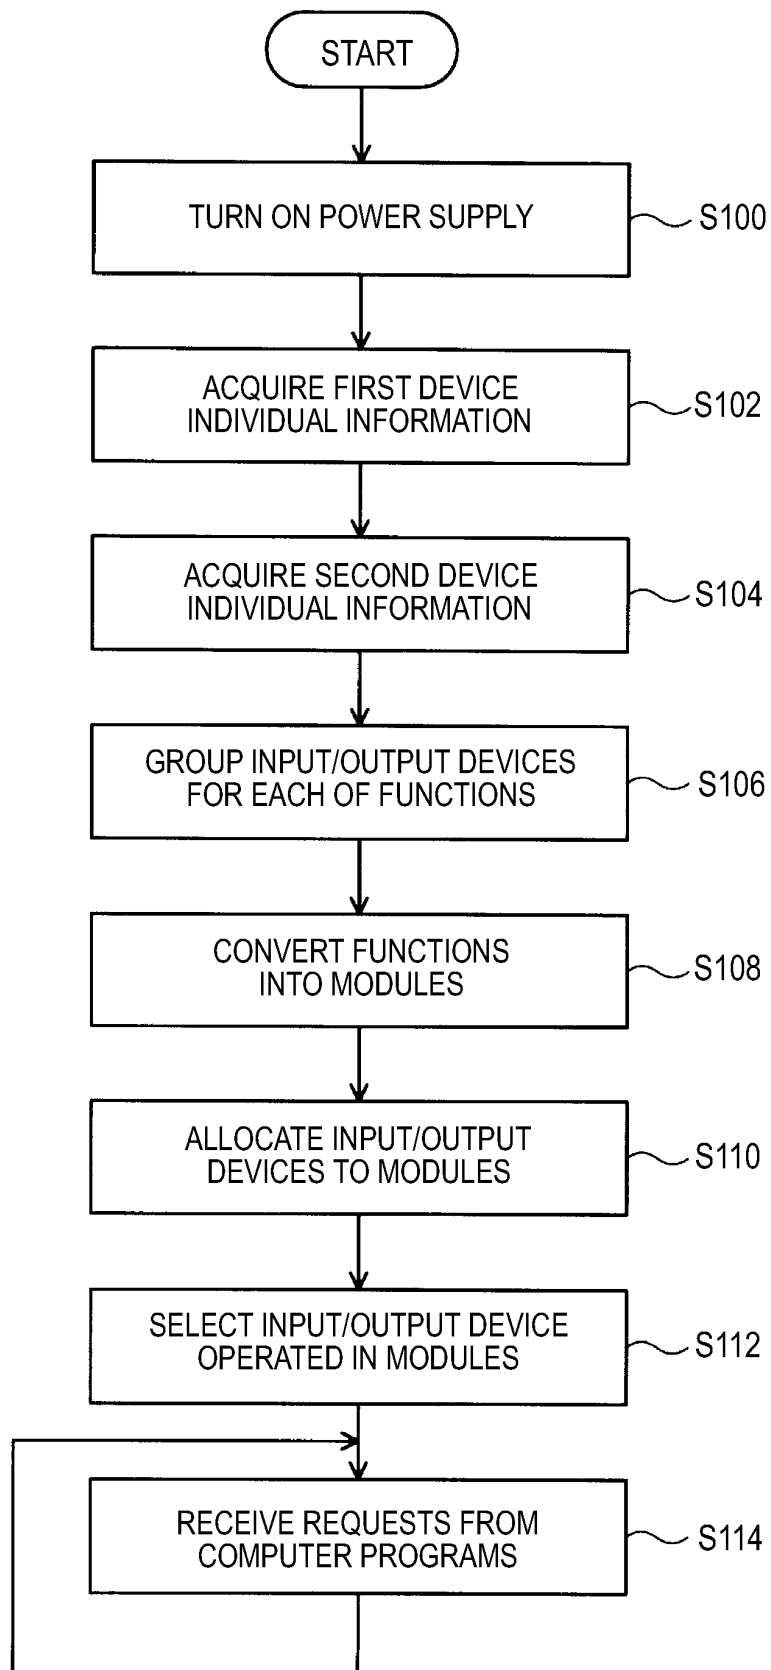 START
TURN ON POWER SUPPLY
S100
ACQUIRE FIRST DEVICE
INDIVIDUAL INFORMATION
S102
ACQUIRE SECOND DEVICE
INDIVIDUAL INFORMATION
S104
GROUP INPUT/OUTPUT DEVICES
FOR EACH OF FUNCTIONS
S106
CONVERT FUNCTIONS
INTO MODULES
S108
ALLOCATE INPUT/OUTPUT
DEVICES TO MODULES
S110
SELECT INPUT/OUTPUT DEVICE
OPERATED IN MODULES
S112
RECEIVE REQUESTS FROM
COMPUTER PROGRAMS
S114